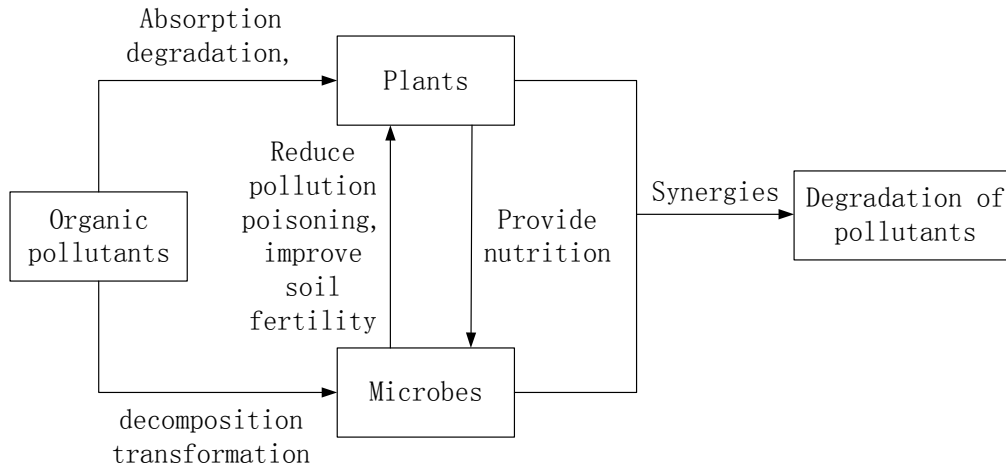 Absorption
degradation,
Plants
Reduce
pollution
poisoning,
improve
soil
fertility
Organic
pollutants
Provide
nutrition
Synergies
Degradation of
pollutants
Microbes
decomposition
transformation